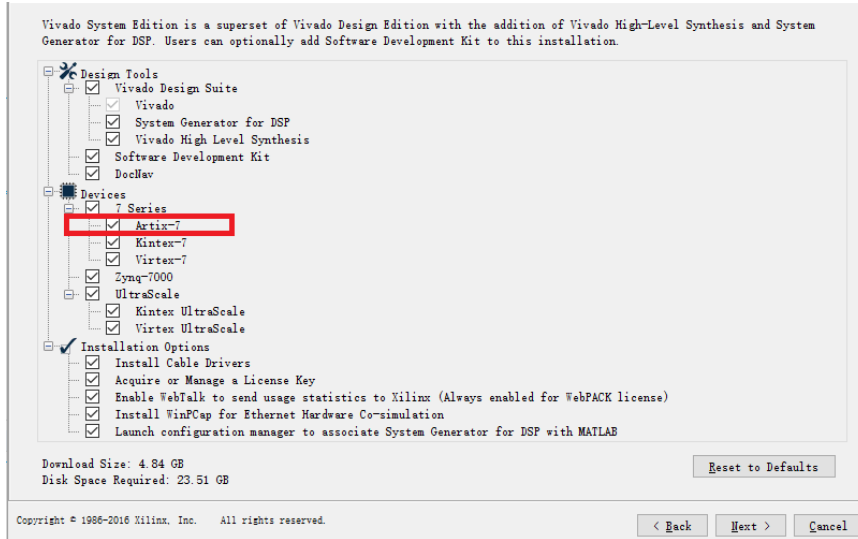 Vivado System Edition is a superset of Vivado Design Edition with the addition of Vivado High-Level Synthesis and System
Generator for DSP. Users can optionally add Software Development Kit to this installation.
Design Tools
Vivado Design Suite
Vivado
System Generator for DSP
Vivado High Level Synthesis
Software Development Kit
DocNav
Devices
7 Series
Artix-7
Kintex-7
Virtex-7
Zynq-7000
UltraScale
Kintex UltraScale
Virtex UltraScale
Installation Options
Install Cable Drivers
Acquire or Manage a License Key
Enable WebTalk to send usage statistics to Xilinx (Always enabled for WebPACK license)
Install WinPCap for Ethernet Hardware Co-simulation
Launch configuration manager to associate System Generator for DSP with MATLAB
Download Size: 4.84 GB
Disk Space Required: 23.51 GB
Reset to Defaults
Copyright © 1986-2016 Xilinx, Inc. All rights reserved.
< Back Next > Cancel